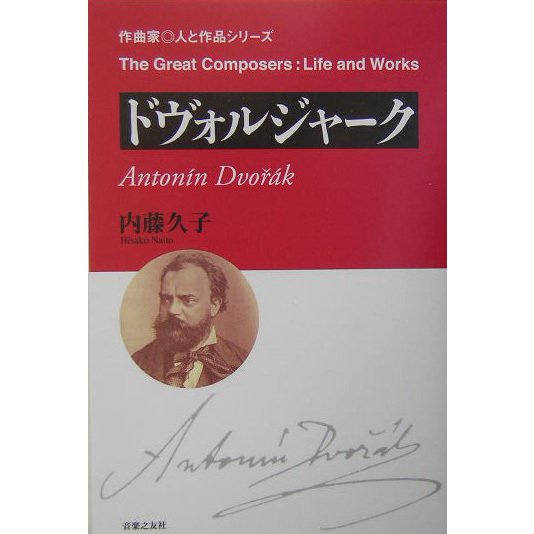 作曲家◎人と作品シリーズ
The Great Composers : Life and Works
ドヴォルジャーク
Antonín Dvořák
内藤久子
Hisako Naito
Antonín Dvořák
音楽之友社